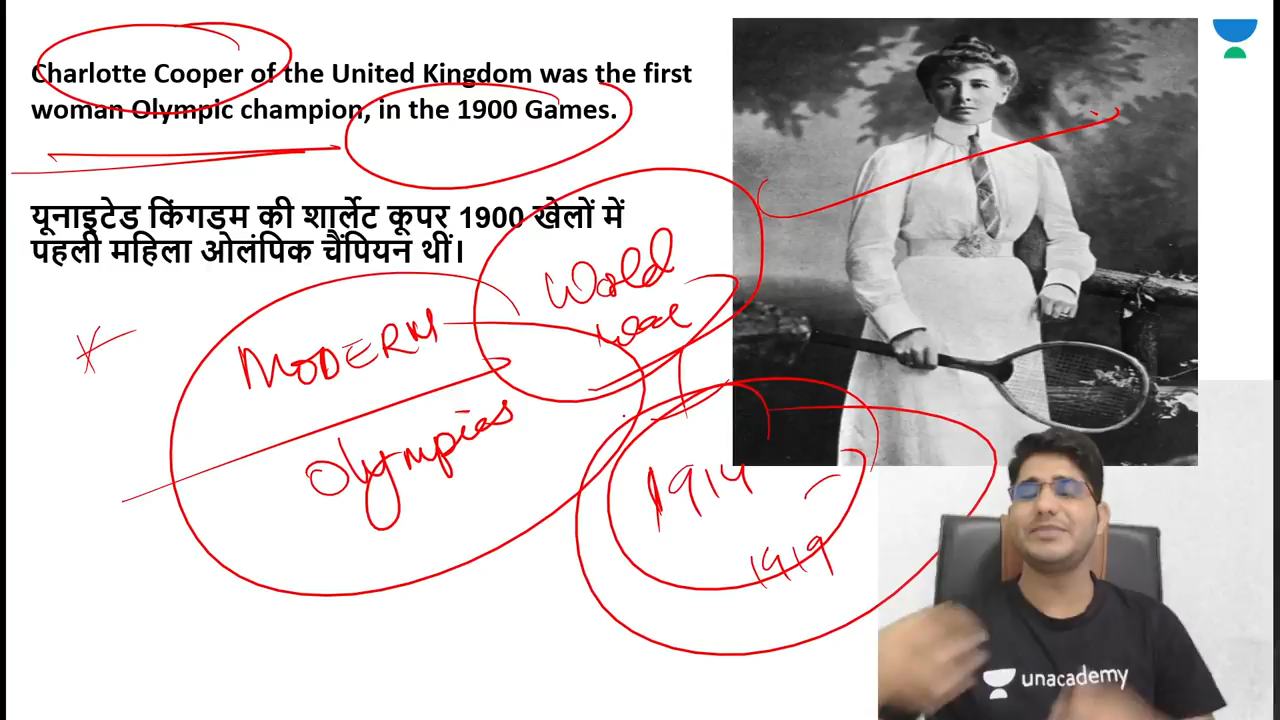 Charlotte Cooper of the United Kingdom was the first
woman Olympic champion, in the 1900 Games.
यूनाइटेड किंगडम की शार्लेट कूपर 1900 खेलों में
पहली महिला ओलंपिक चैंपियन थीं।
World
War
MODERN
Olympics
1914
1919
unacademy